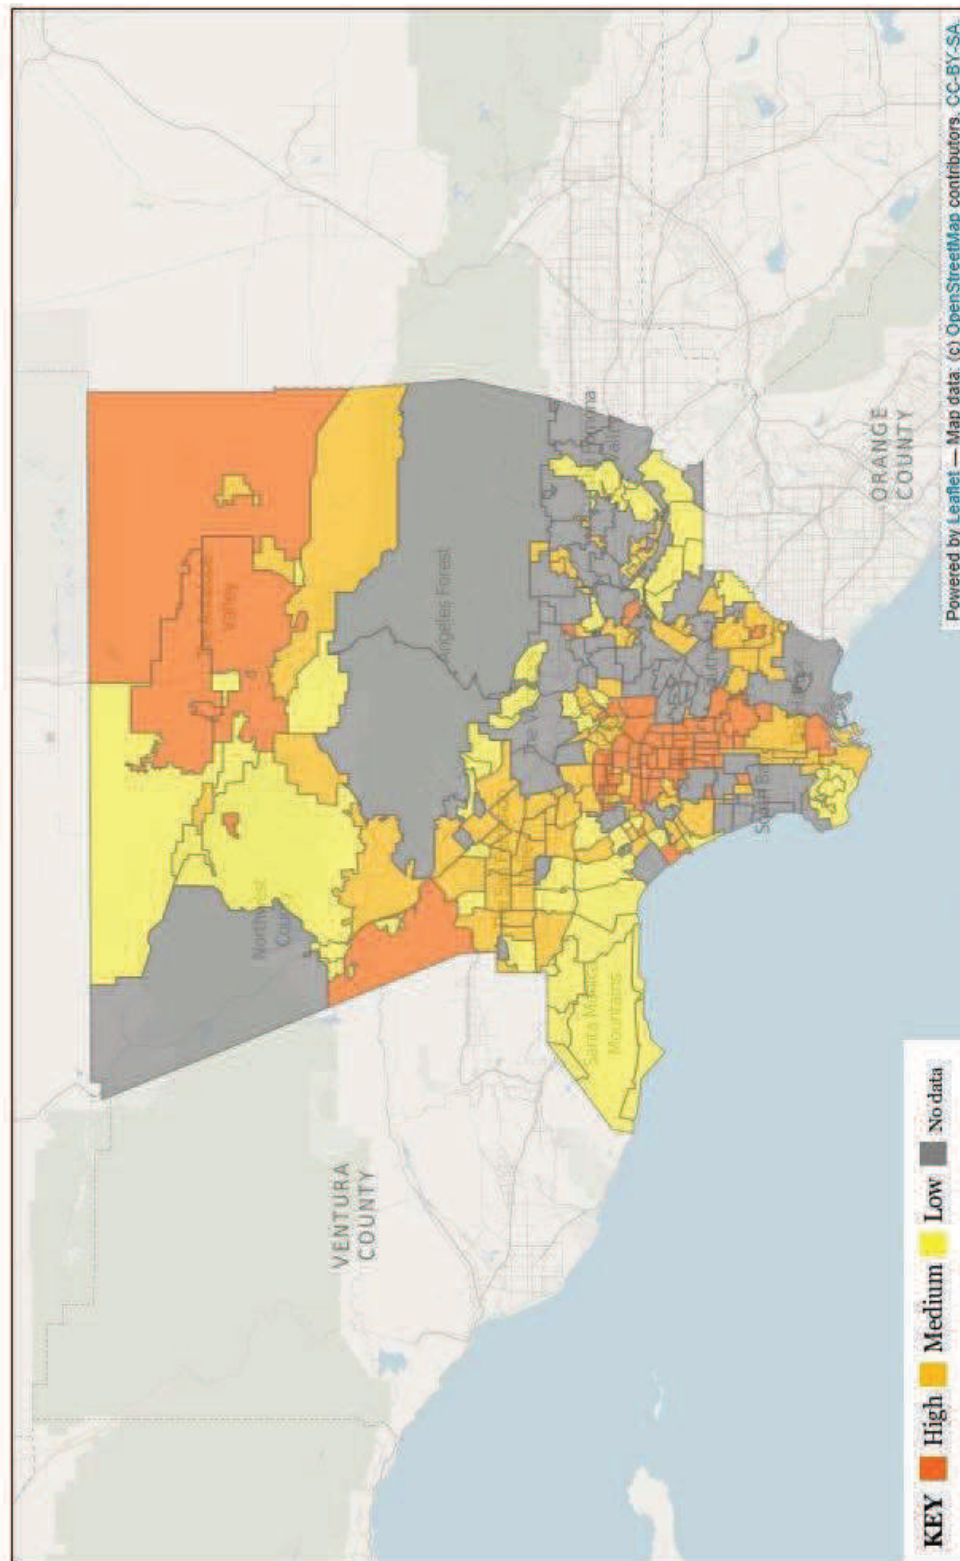 Valley
Angeles Forest
Northwest
Santa Monica
Mountains
VENTURA
COUNTY
ORANGE
COUNTY
KEY High Medium Low No data
Powered by Leaflet — Map data: (c) OpenStreetMap contributors, CC-BY-SA.